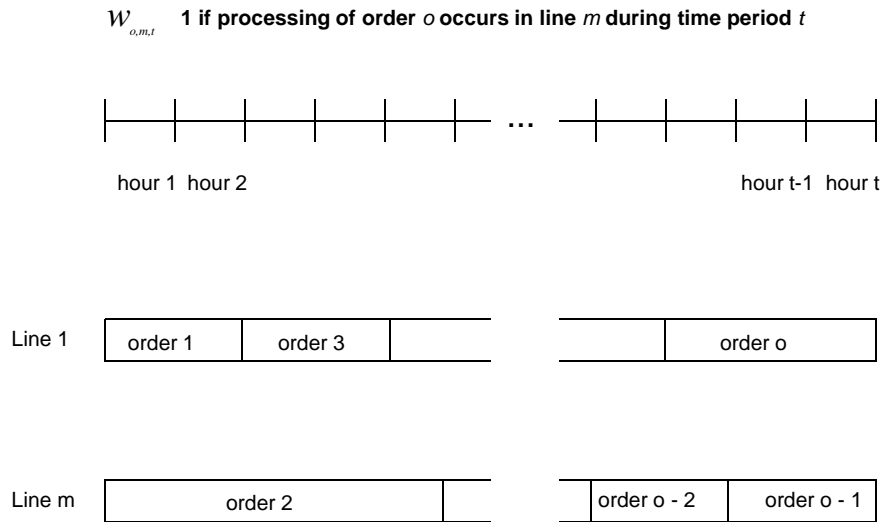 W o,m,t 1 if processing of order o occurs in line m during time period t
...
hour 1 hour 2 hour t-1 hour t
Line 1 order 1 order 3 order o
Line m order 2 order o - 2 order o - 1